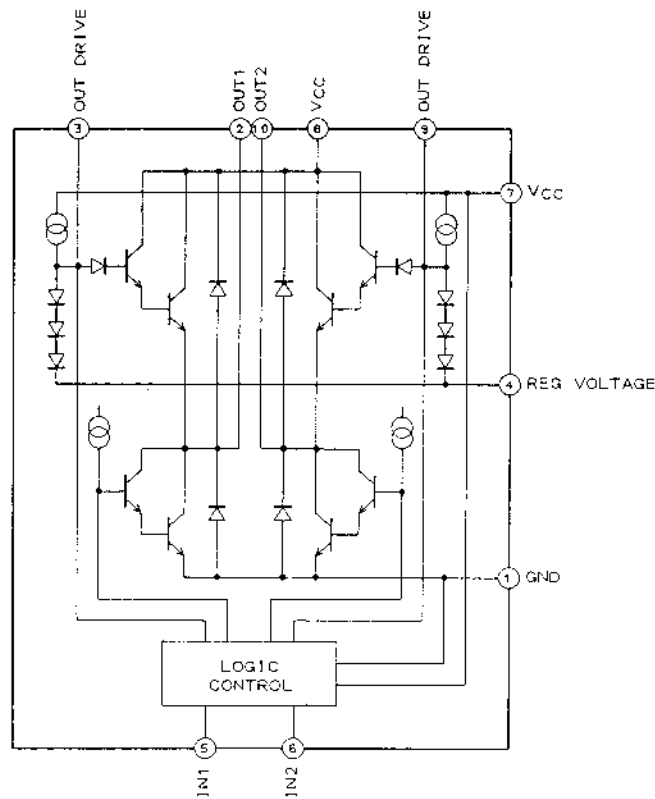 OUT DRIVE
OUT1
OUT2
VCC
OUT DRIVE
3
2
10
8
9
7 VCC
4 REG VOLTAGE
1 GND
LOGIC
CONTROL
5
6
IN1
IN2